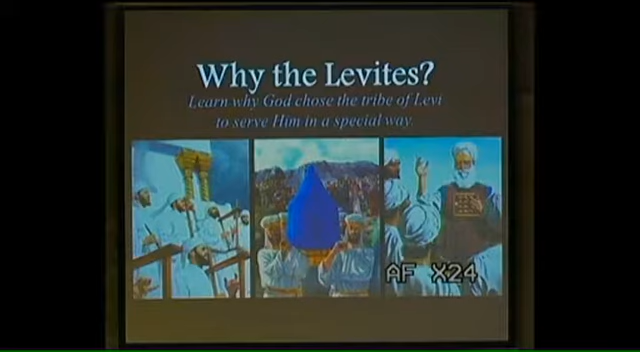 Why the Levites?
Learn why God chose the tribe of Levi
to serve Him in a special way.
AF X24